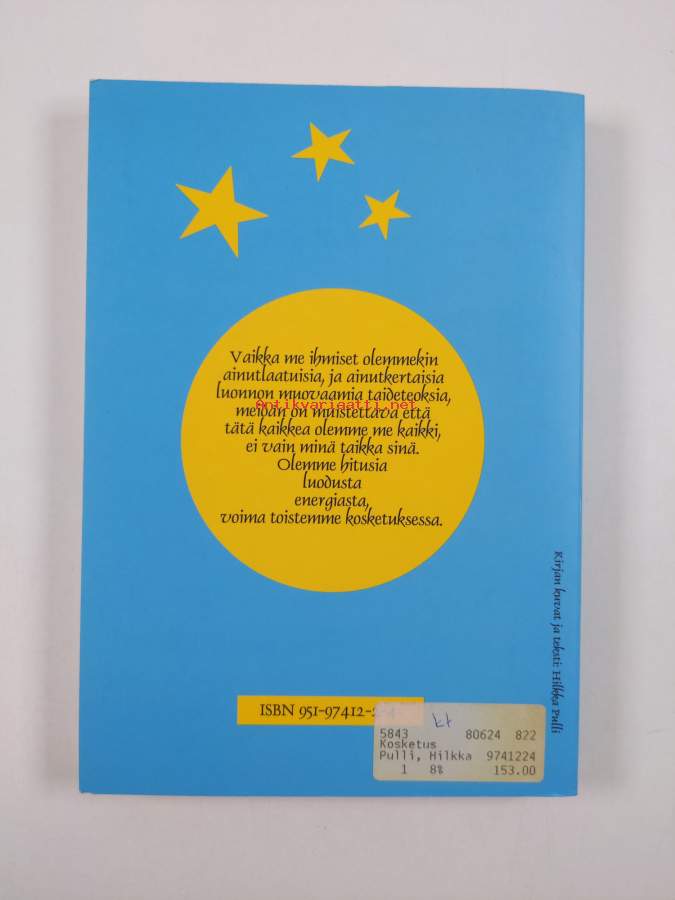 Vaikka me ihmiset olemmekin
ainutlaatuisia, ja ainutkertaisia
luonnon muovaamia taideteoksia,
Antikvariaatti.net
meidän on muistettava että
tätä kaikkea olemme me kaikki,
ei vain minä taikka sinä.
Olemme hitusia
luodusta
energiasta,
voima toistemme kosketuksessa.
Kirjan kuvat ja teksti: Hilkka Pulli
ISBN 951-97412-
kt
5843 80624 822
Kosketus
Pulli, Hilkka 9741224
1 8% 153.00